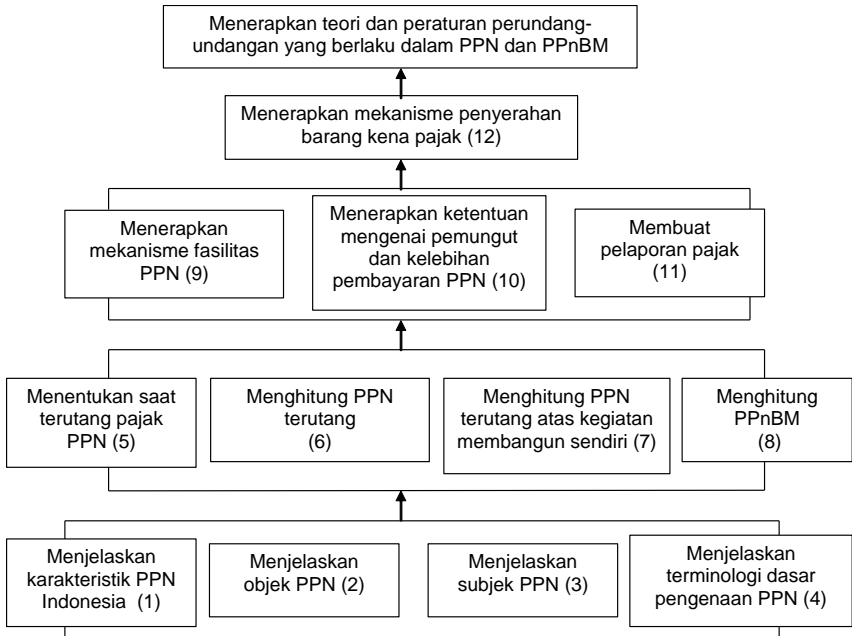 Menerapkan teori dan peraturan perundang-
undangan yang berlaku dalam PPN dan PPnBM
Menerapkan mekanisme penyerahan
barang kena pajak (12)
Menerapkan
mekanisme fasilitas
PPN (9)
Menerapkan ketentuan
mengenai pemungut
dan kelebihan
pembayaran PPN (10)
Membuat
pelaporan pajak
(11)
Menentukan saat
terutang pajak
PPN (5)
Menghitung PPN
terutang
(6)
Menghitung PPN
terutang atas kegiatan
membangun sendiri (7)
Menghitung
PPnBM
(8)
Menjelaskan
karakteristik PPN
Indonesia (1)
Menjelaskan
objek PPN (2)
Menjelaskan
subjek PPN (3)
Menjelaskan
terminologi dasar
pengenaan PPN (4)